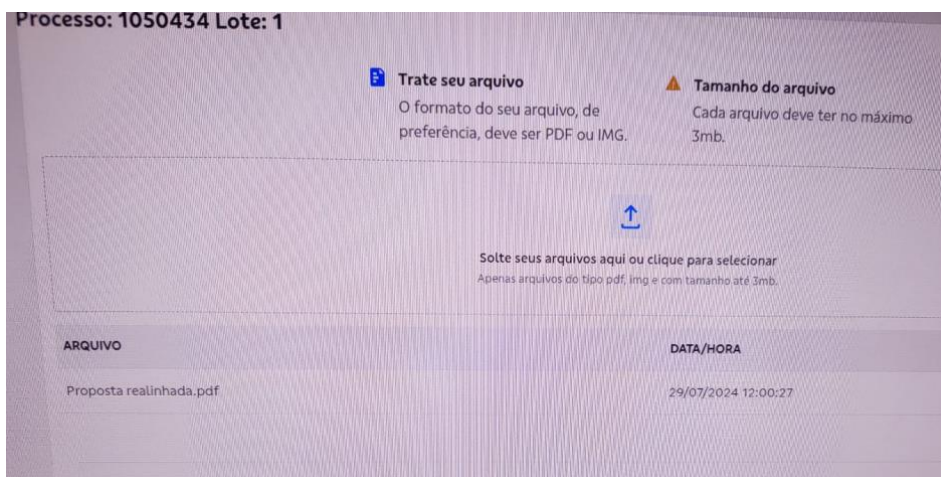 Processo: 1050434 Lote: 1
Trate seu arquivo
O formato do seu arquivo, de
preferência, deve ser PDF ou IMG.
Tamanho do arquivo
Cada arquivo deve ter no máximo
3mb.
Solte seus arquivos aqui ou clique para selecionar
Apenas arquivos do tipo pdf, img e com tamanho até 3mb.
ARQUIVO DATA/HORA
Proposta realinhada.pdf 29/07/2024 12:00:27